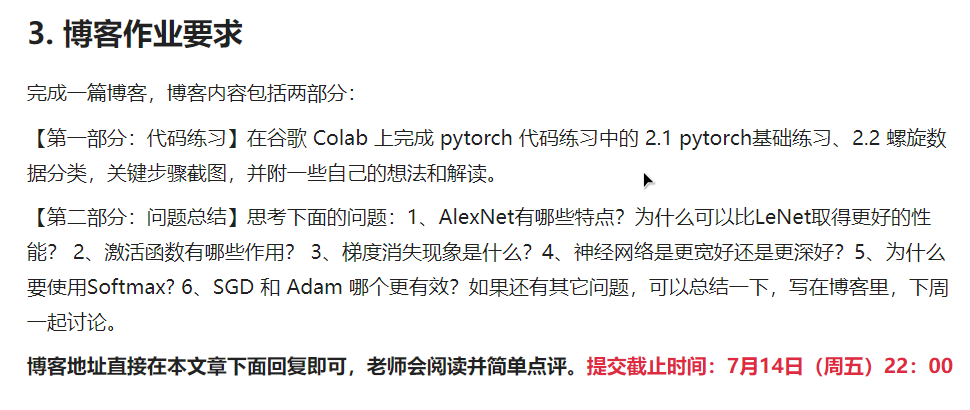 3. 博客作业要求
完成一篇博客，博客内容包括两部分：
【第一部分：代码练习】在谷歌 Colab 上完成 pytorch 代码练习中的 2.1 pytorch基础练习、2.2 螺旋数
据分类，关键步骤截图，并附一些自己的想法和解读。
【第二部分：问题总结】思考下面的问题：1、AlexNet有哪些特点？为什么可以比LeNet取得更好的性
能？ 2、激活函数有哪些作用？ 3、梯度消失现象是什么？4、神经网络是更宽好还是更深好？5、为什么
要使用Softmax? 6、SGD 和 Adam 哪个更有效？如果还有其它问题，可以总结一下，写在博客里，下周
一起讨论。
博客地址直接在本文章下面回复即可，老师会阅读并简单点评。提交截止时间：7月14日（周五）22：00